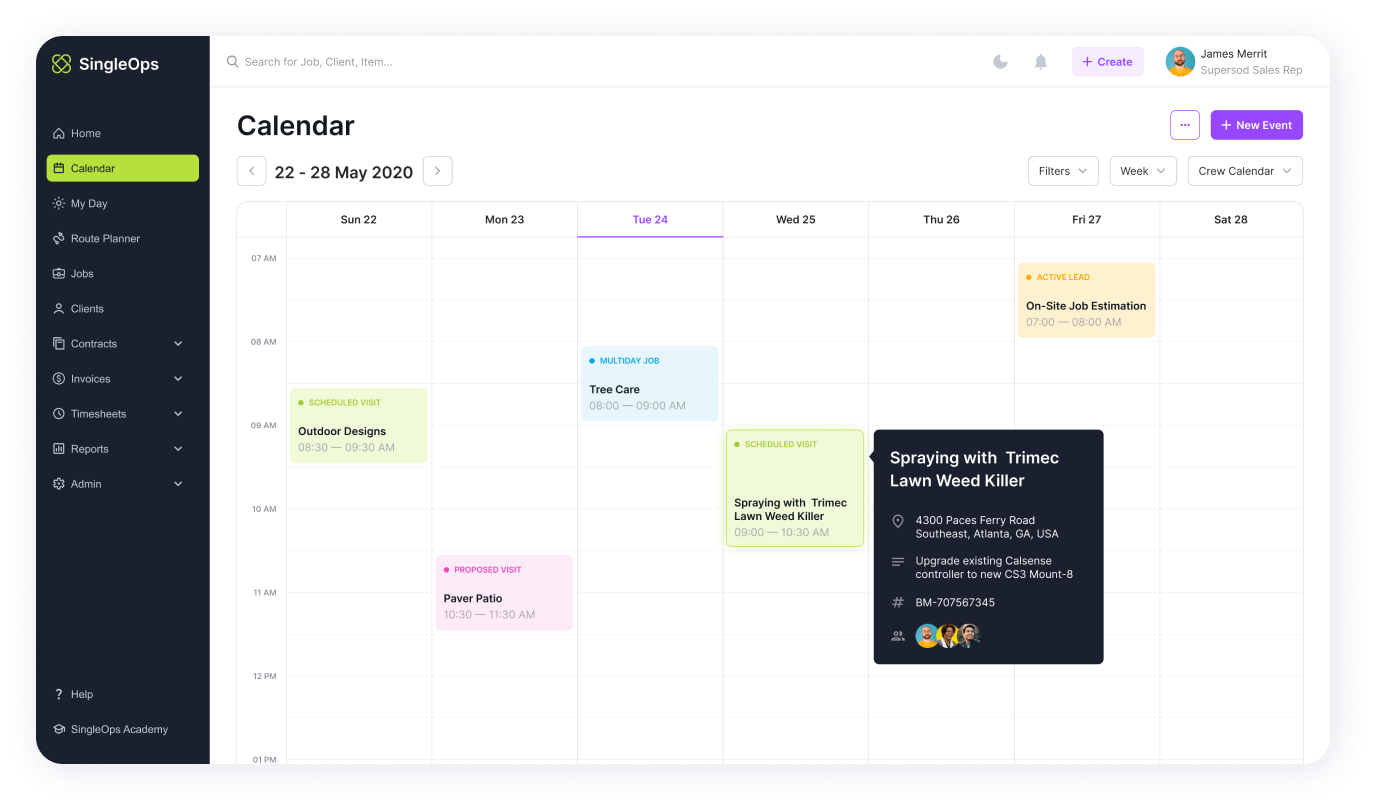 SingleOps
Search for Job, Client, Item...
+ Create
James Merrit
Supersod Sales Rep
Home
Calendar
My Day
Route Planner
Jobs
Clients
Contracts
Invoices
Timesheets
Reports
Admin
? Help
SingleOps Academy
Calendar
...
+ New Event
22 - 28 May 2020
Filters
Week
Crew Calendar
Sun 22
Mon 23
Tue 24
Wed 25
Thu 26
Fri 27
Sat 28
07 AM
08 AM
09 AM
10 AM
11 AM
12 PM
01 PM
SCHEDULED VISIT
Outdoor Designs
08:30 — 09:30 AM
PROPOSED VISIT
Paver Patio
10:30 — 11:30 AM
MULTIDAY JOB
Tree Care
08:00 — 09:00 AM
SCHEDULED VISIT
Spraying with  Trimec
Lawn Weed Killer
09:00 — 10:30 AM
ACTIVE LEAD
On-Site Job Estimation
07:00 — 08:00 AM
Spraying with  Trimec
Lawn Weed Killer
4300 Paces Ferry Road
Southeast, Atlanta, GA, USA
Upgrade existing Calsense
controller to new CS3 Mount-8
# BM-707567345